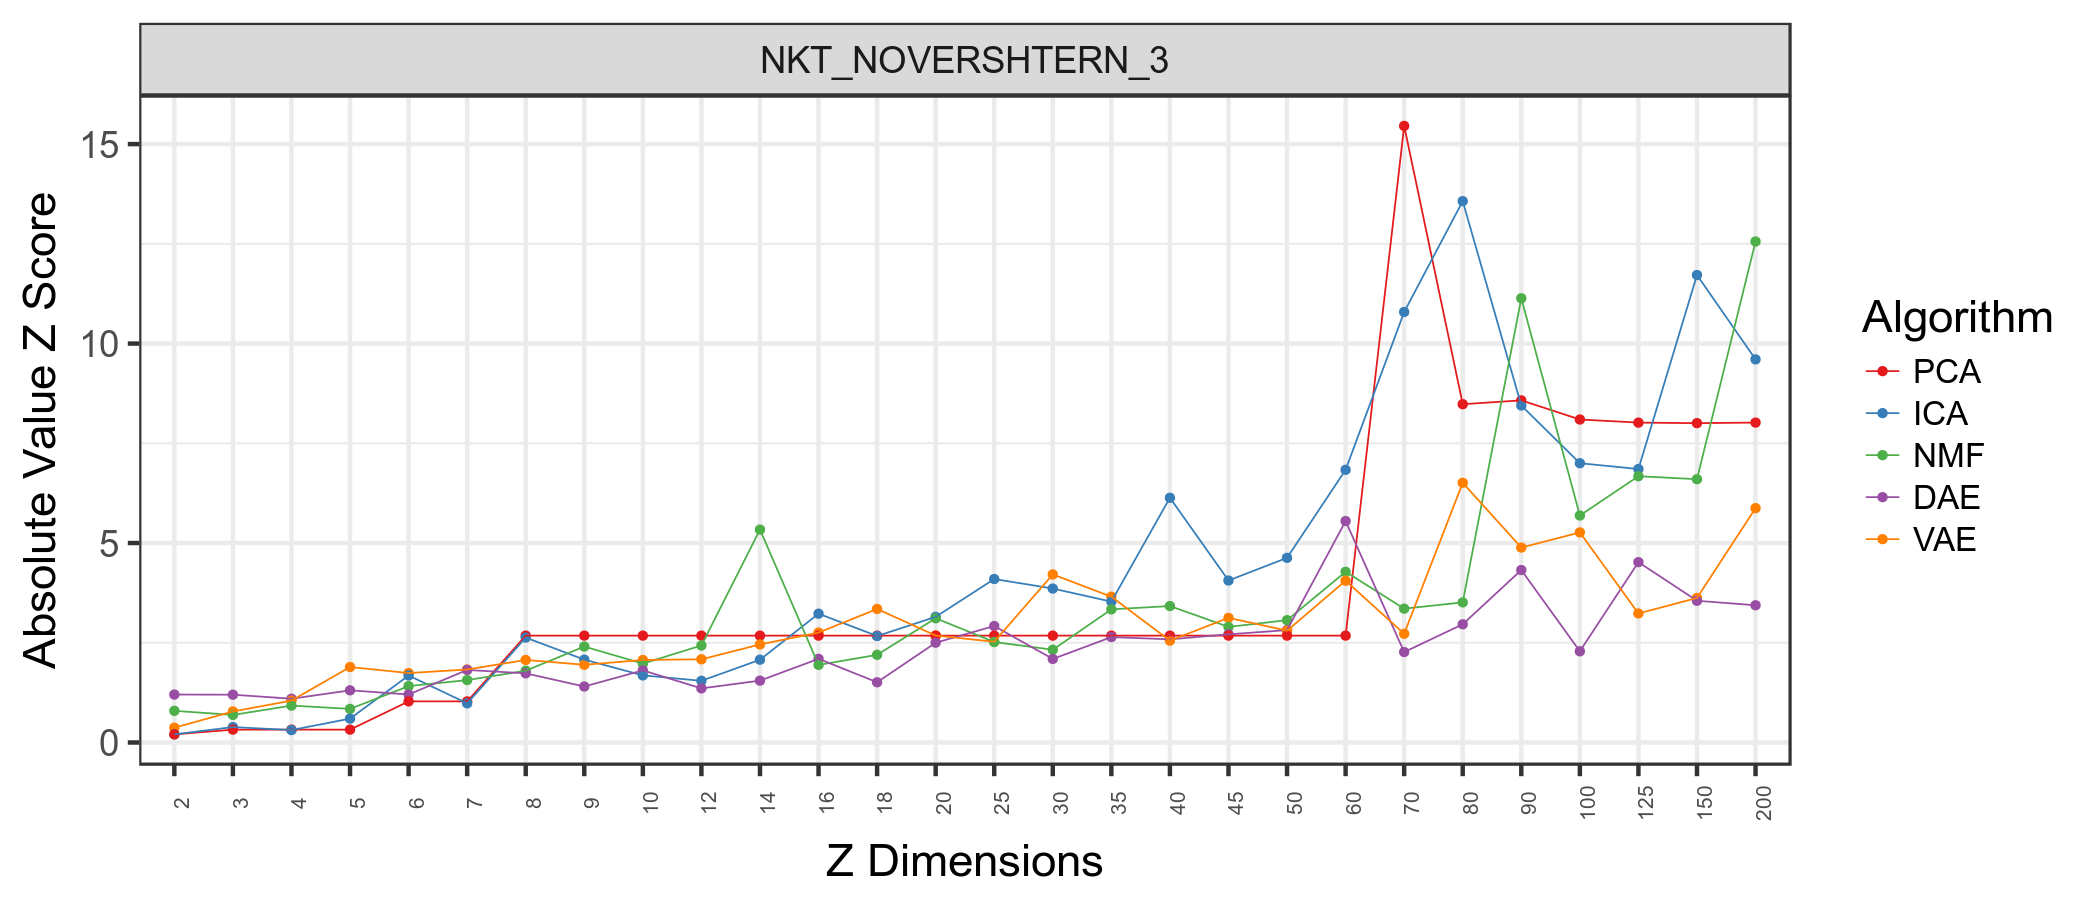 NKT_NOVERSHTERN_3
Absolute Value Z Score
15
10
5
0
2 3 4 5 6 7 8 9 10 12 14 16 18 20 25 30 35 40 45 50 60 70 80 90 100 125 150 200
Z Dimensions
Algorithm
PCA
ICA
NMF
DAE
VAE